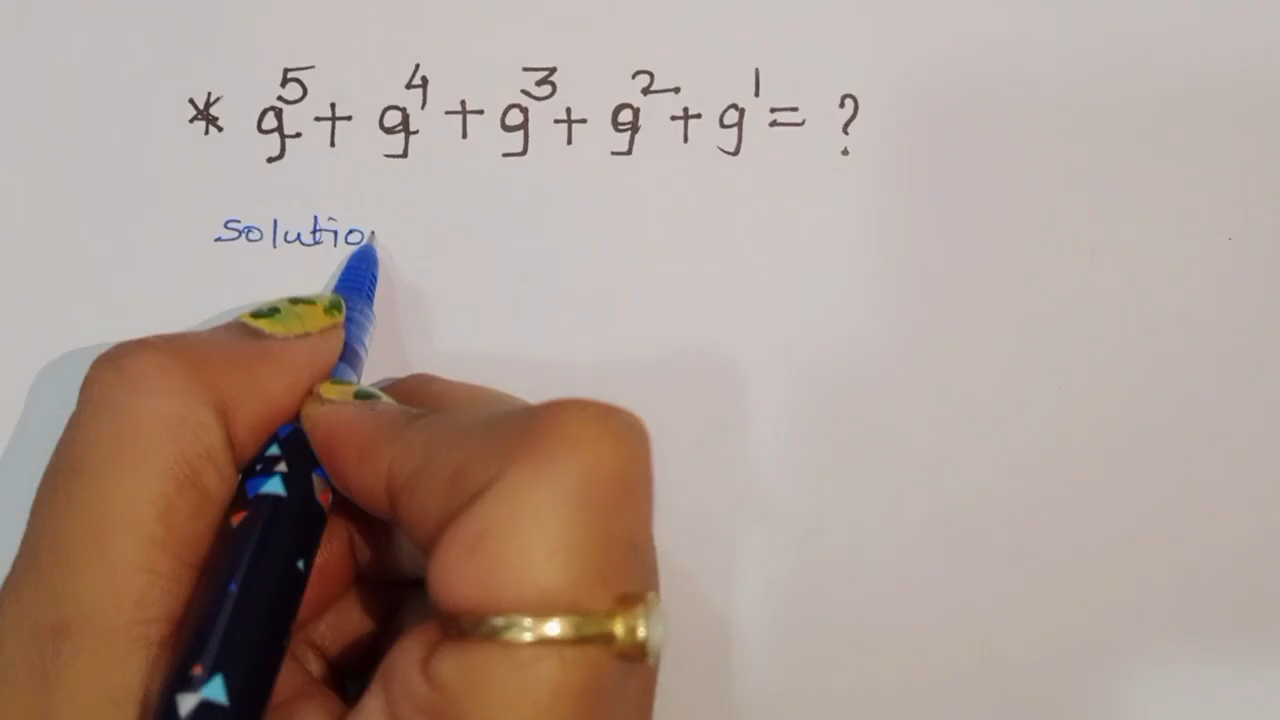 * 9⁵ + 9⁴ + 9³ + 9² + 9¹ = ?
Solutio